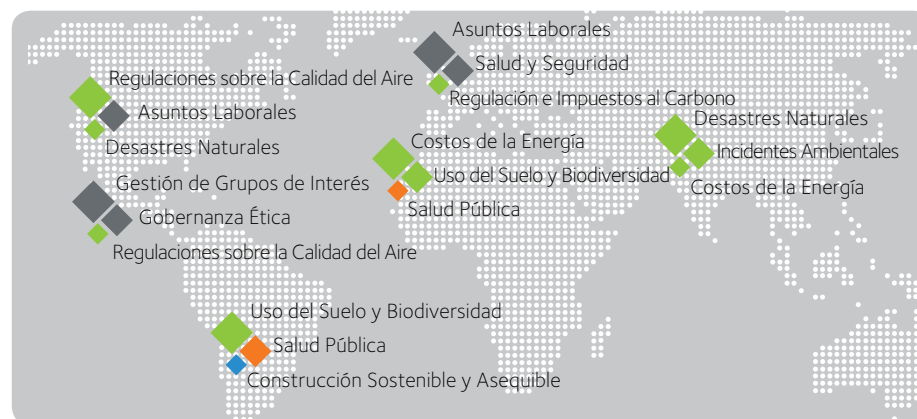 Regulaciones sobre la Calidad del Aire
Asuntos Laborales
Desastres Naturales
Gestión de Grupos de Interés
Gobernanza Ética
Regulaciones sobre la Calidad del Aire
Uso del Suelo y Biodiversidad
Salud Pública
Construcción Sostenible y Asequible
Asuntos Laborales
Salud y Seguridad
Regulación e Impuestos al Carbono
Costos de la Energía
Uso del Suelo y Biodiversidad
Salud Pública
Desastres Naturales
Incidentes Ambientales
Costos de la Energía